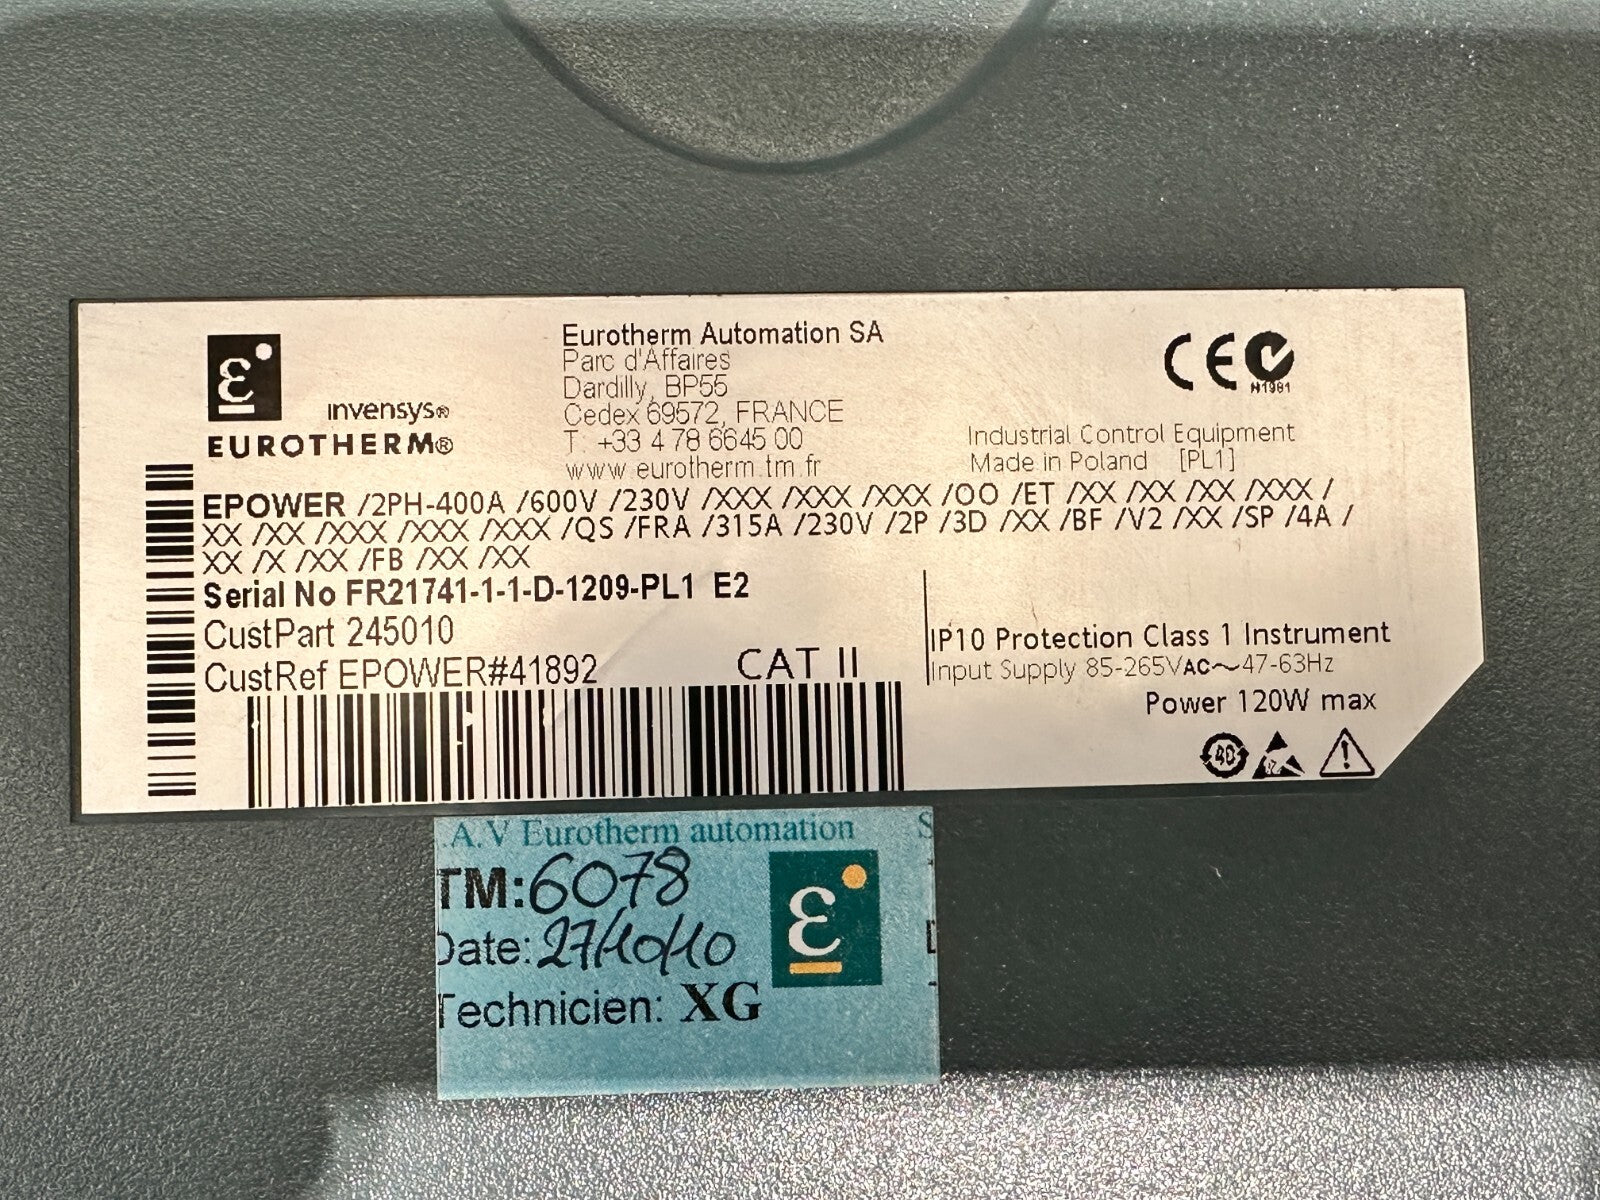 Eurotherm Automation SA
Parc d'Affaires
Dardilly, BP55
Cedex 69572, FRANCE
T: +33 4 78 6645 00
www.eurotherm.tm.fr
invensys®
EUROTHERM®
CE
N1981
Industrial Control Equipment
Made in Poland [PL1]
EPOWER /2PH-400A /600V /230V /XXX /XXX /XXX /OO /ET /XX /XX /XX /XXX /
XX /XX /XXX /XXX /XXX /QS /FRA /315A /230V /2P /3D /XX /BF /V2 /XX /SP /4A /
XX /X /XX /FB /XX /XX
Serial No FR21741-1-1-D-1209-PL1 E2
CustPart 245010
CustRef EPOWER#41892
CAT II
IP10 Protection Class 1 Instrument
Input Supply 85-265VAC~47-63Hz
Power 120W max
.A.V Eurotherm automation S
TM: 6078
Date: 27/10/10
Technicien: XG